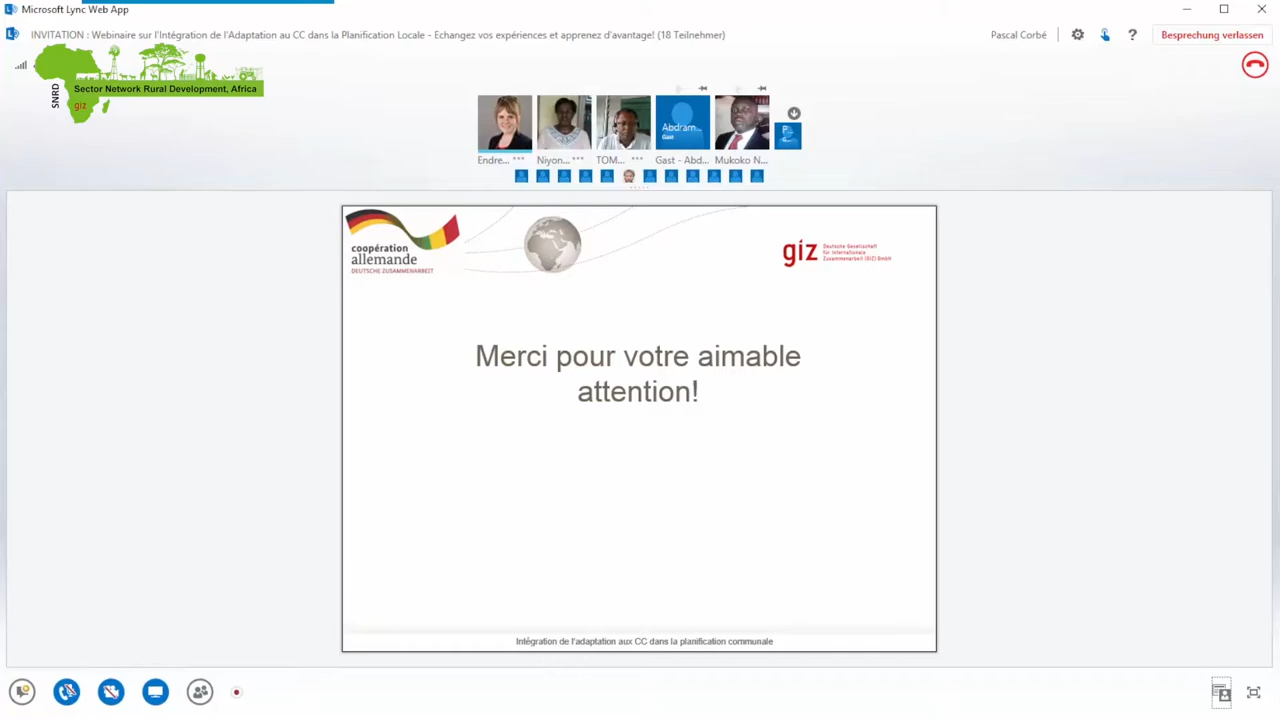 Microsoft Lync Web App
INVITATION : Webinaire sur l'Intégration de l'Adaptation au CC dans la Planification Locale - Echangez vos expériences et apprenez d'avantage! (18 Teilnehmer)
Pascal Corbé
?
Besprechung verlassen
SNRD
Sector Network Rural Development, Africa
giz
Abdram...
Gast
P...
Endre... ***
Niyon... ***
TOM... ***
Gast - Abd...
Mukoko N...
coopération
allemande
DEUTSCHE ZUSAMMENARBEIT
giz
Deutsche Gesellschaft
für Internationale
Zusammenarbeit (GIZ) GmbH
Merci pour votre aimable
attention!
Intégration de l'adaptation aux CC dans la planification communale